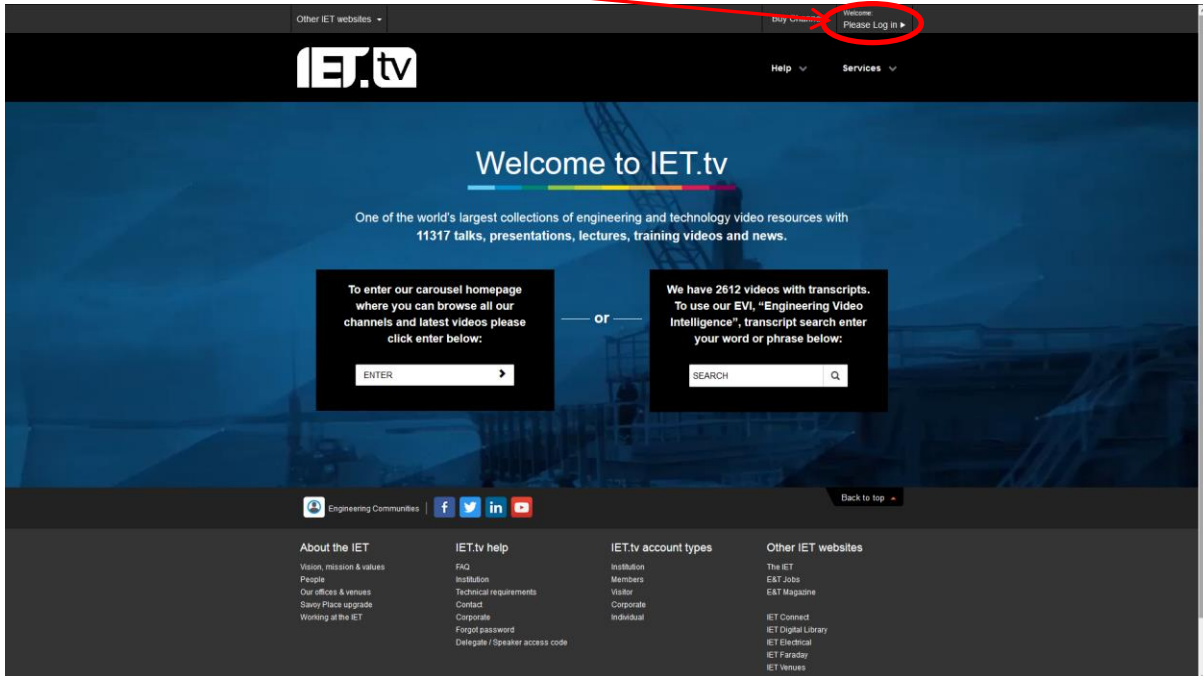 Other IET websites
Buy Channel
Welcome:
Please Log in
IET.tv
Help
Services
Welcome to IET.tv
One of the world's largest collections of engineering and technology video resources with
11317 talks, presentations, lectures, training videos and news.
To enter our carousel homepage
where you can browse all our
channels and latest videos please
click enter below:
ENTER
or
We have 2612 videos with transcripts.
To use our EVI, “Engineering Video
Intelligence”, transcript search enter
your word or phrase below:
SEARCH
Engineering Communities
f
in
Back to top
About the IET
Vision, mission & values
People
Our offices & venues
Savoy Place upgrade
Working at the IET
IET.tv help
FAQ
Institution
Technical requirements
Contact
Corporate
Forgot password
Delegate / Speaker access code
IET.tv account types
Institution
Members
Visitor
Corporate
Individual
Other IET websites
The IET
E&T Jobs
E&T Magazine
IET Connect
IET Digital Library
IET Electrical
IET Faraday
IET Venues